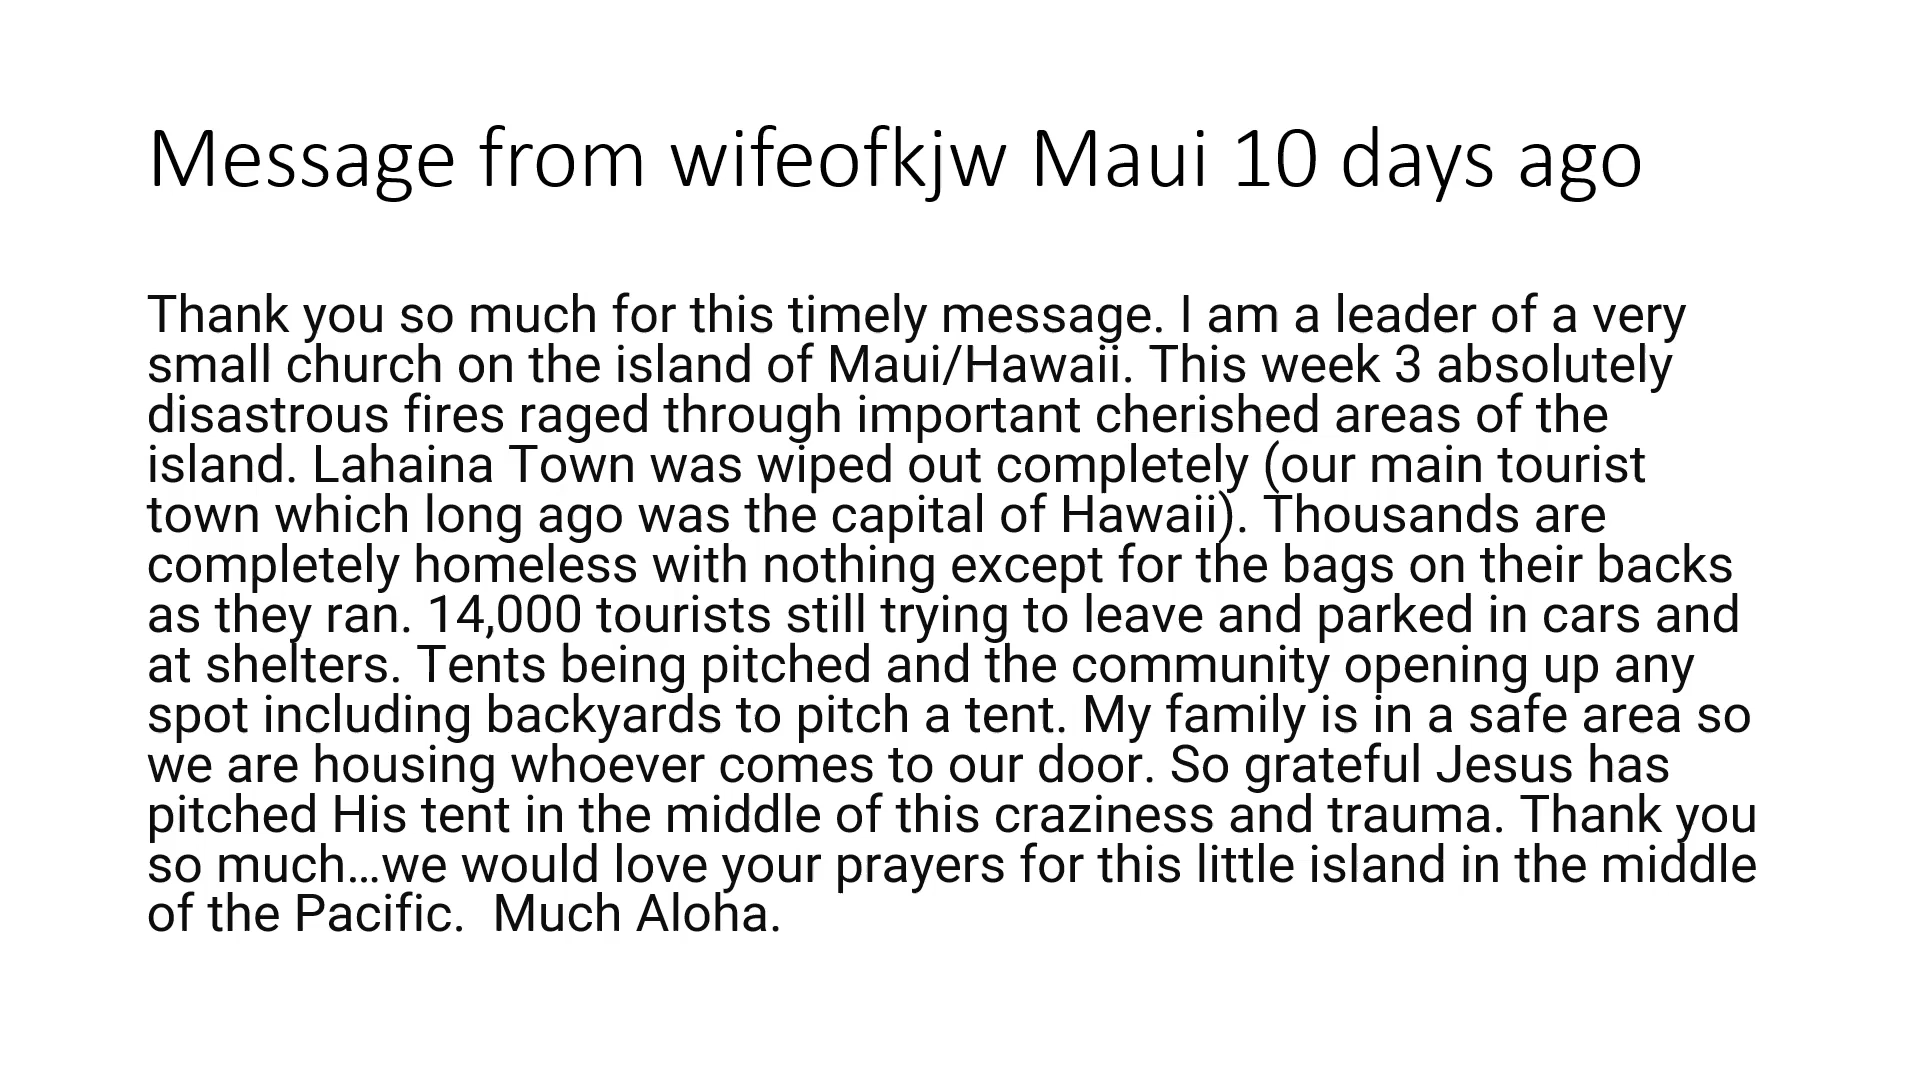 Message from wifeofkjw Maui 10 days ago
Thank you so much for this timely message. I am a leader of a very
small church on the island of Maui/Hawaii. This week 3 absolutely
disastrous fires raged through important cherished areas of the
island. Lahaina Town was wiped out completely (our main tourist
town which long ago was the capital of Hawaii). Thousands are
completely homeless with nothing except for the bags on their backs
as they ran. 14,000 tourists still trying to leave and parked in cars and
at shelters. Tents being pitched and the community opening up any
spot including backyards to pitch a tent. My family is in a safe area so
we are housing whoever comes to our door. So grateful Jesus has
pitched His tent in the middle of this craziness and trauma. Thank you
so much…we would love your prayers for this little island in the middle
of the Pacific.  Much Aloha.